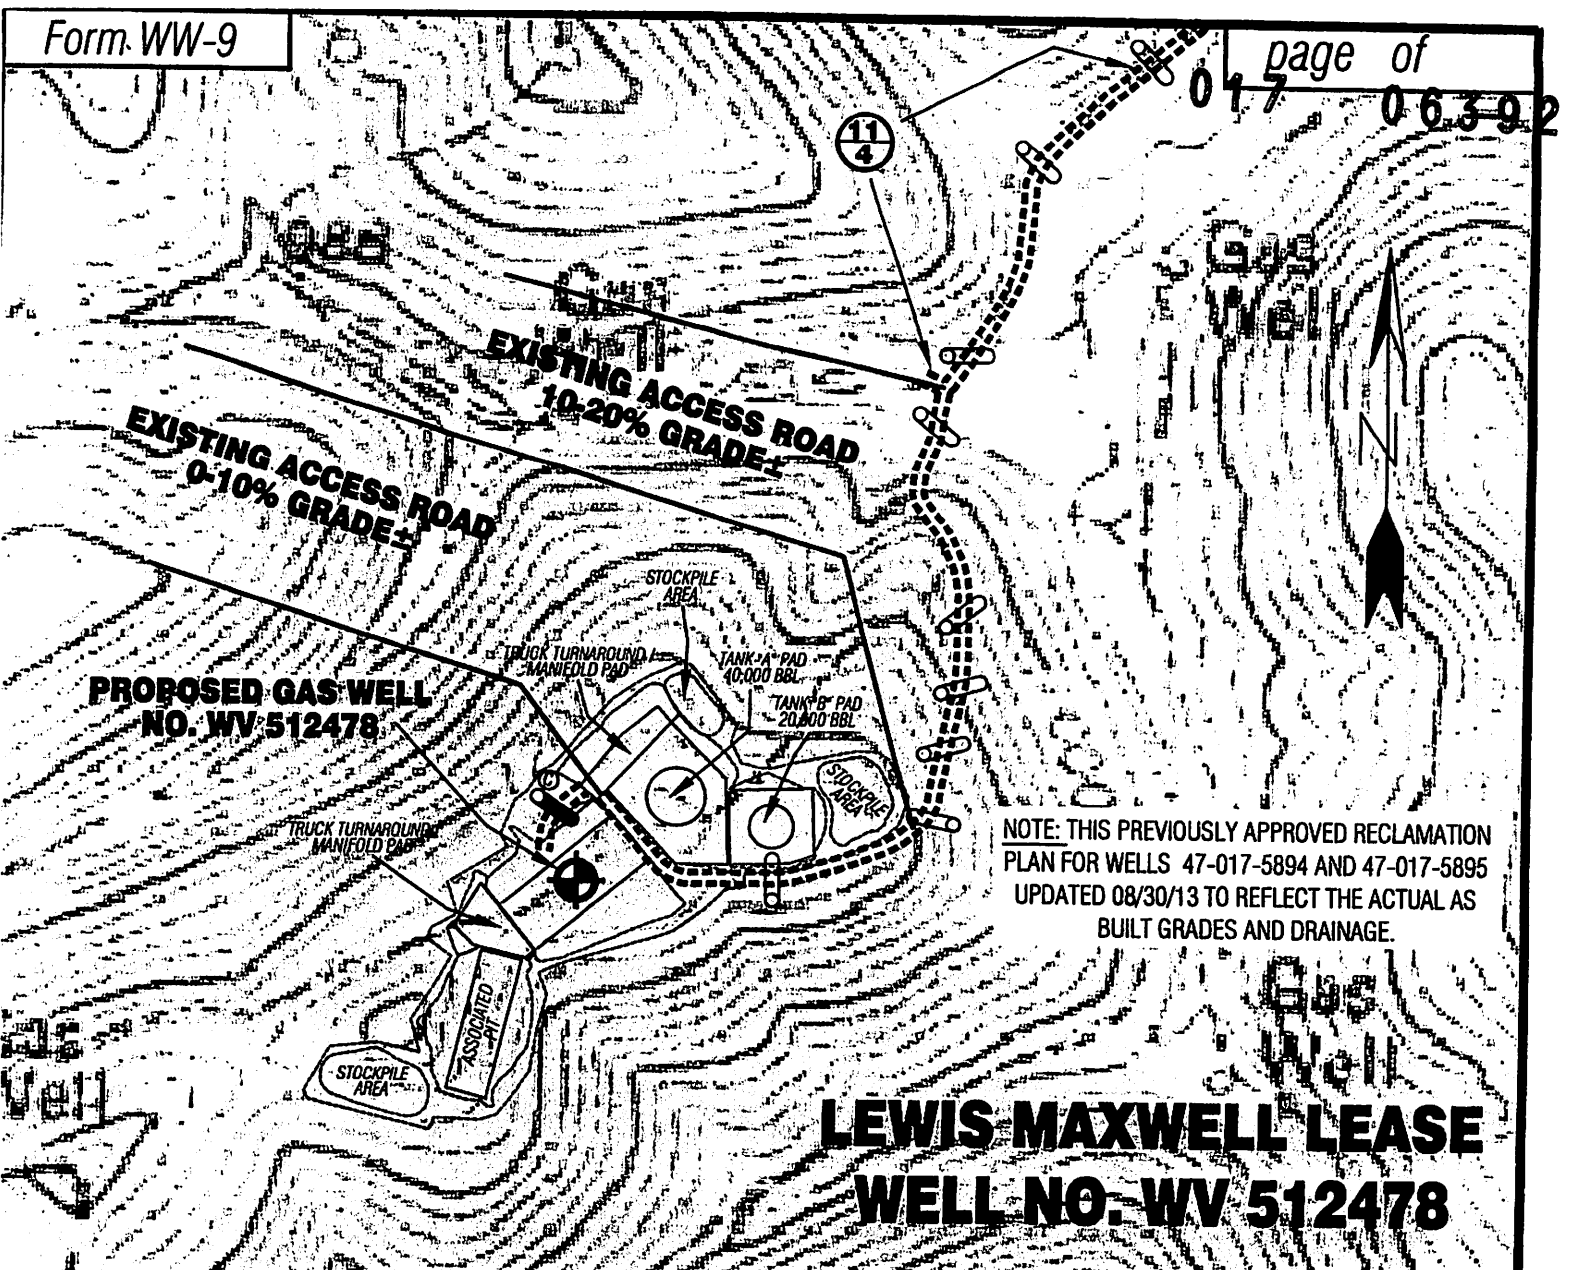 Form WW-9
page of
017 06392
11
4
Gas
Well
EXISTING ACCESS ROAD
10-20% GRADE±
EXISTING ACCESS ROAD
0-10% GRADE±
N
STOCKPILE
AREA
TRUCK TURNAROUND /
MANIFOLD PAD
TANK "A" PAD
40,000 BBL
TANK "B" PAD
20,000 BBL
PROPOSED GAS WELL
NO. WV 512478
C
STOCKPILE
AREA
TRUCK TURNAROUND
MANIFOLD PAD
NOTE: THIS PREVIOUSLY APPROVED RECLAMATION
PLAN FOR WELLS 47-017-5894 AND 47-017-5895
UPDATED 08/30/13 TO REFLECT THE ACTUAL AS
BUILT GRADES AND DRAINAGE.
ASSOCIATED
PIT
STOCKPILE
AREA
Gas
Well
LEWIS MAXWELL LEASE
WELL NO. WV 512478